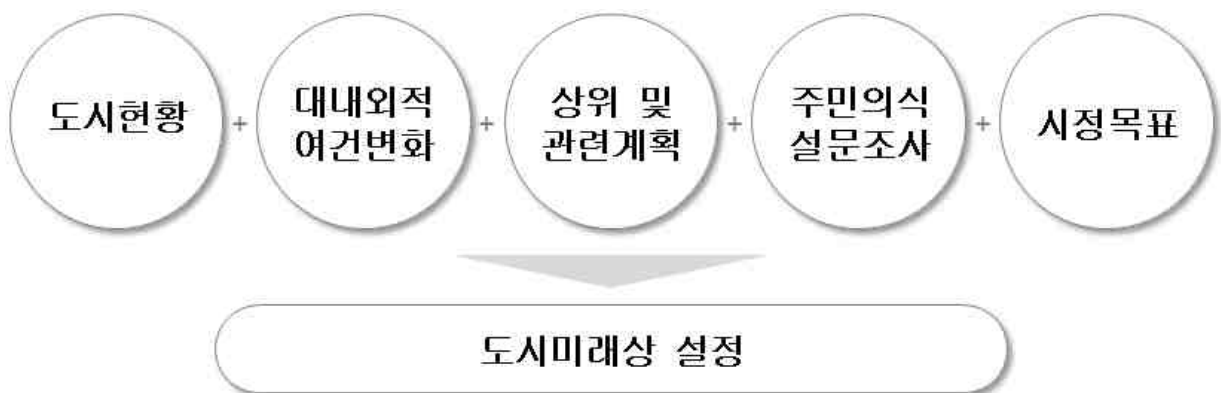 도시현황
+
대내외적
여건변화
+
상위 및
관련계획
+
주민의식
설문조사
+
시정목표
도시미래상 설정